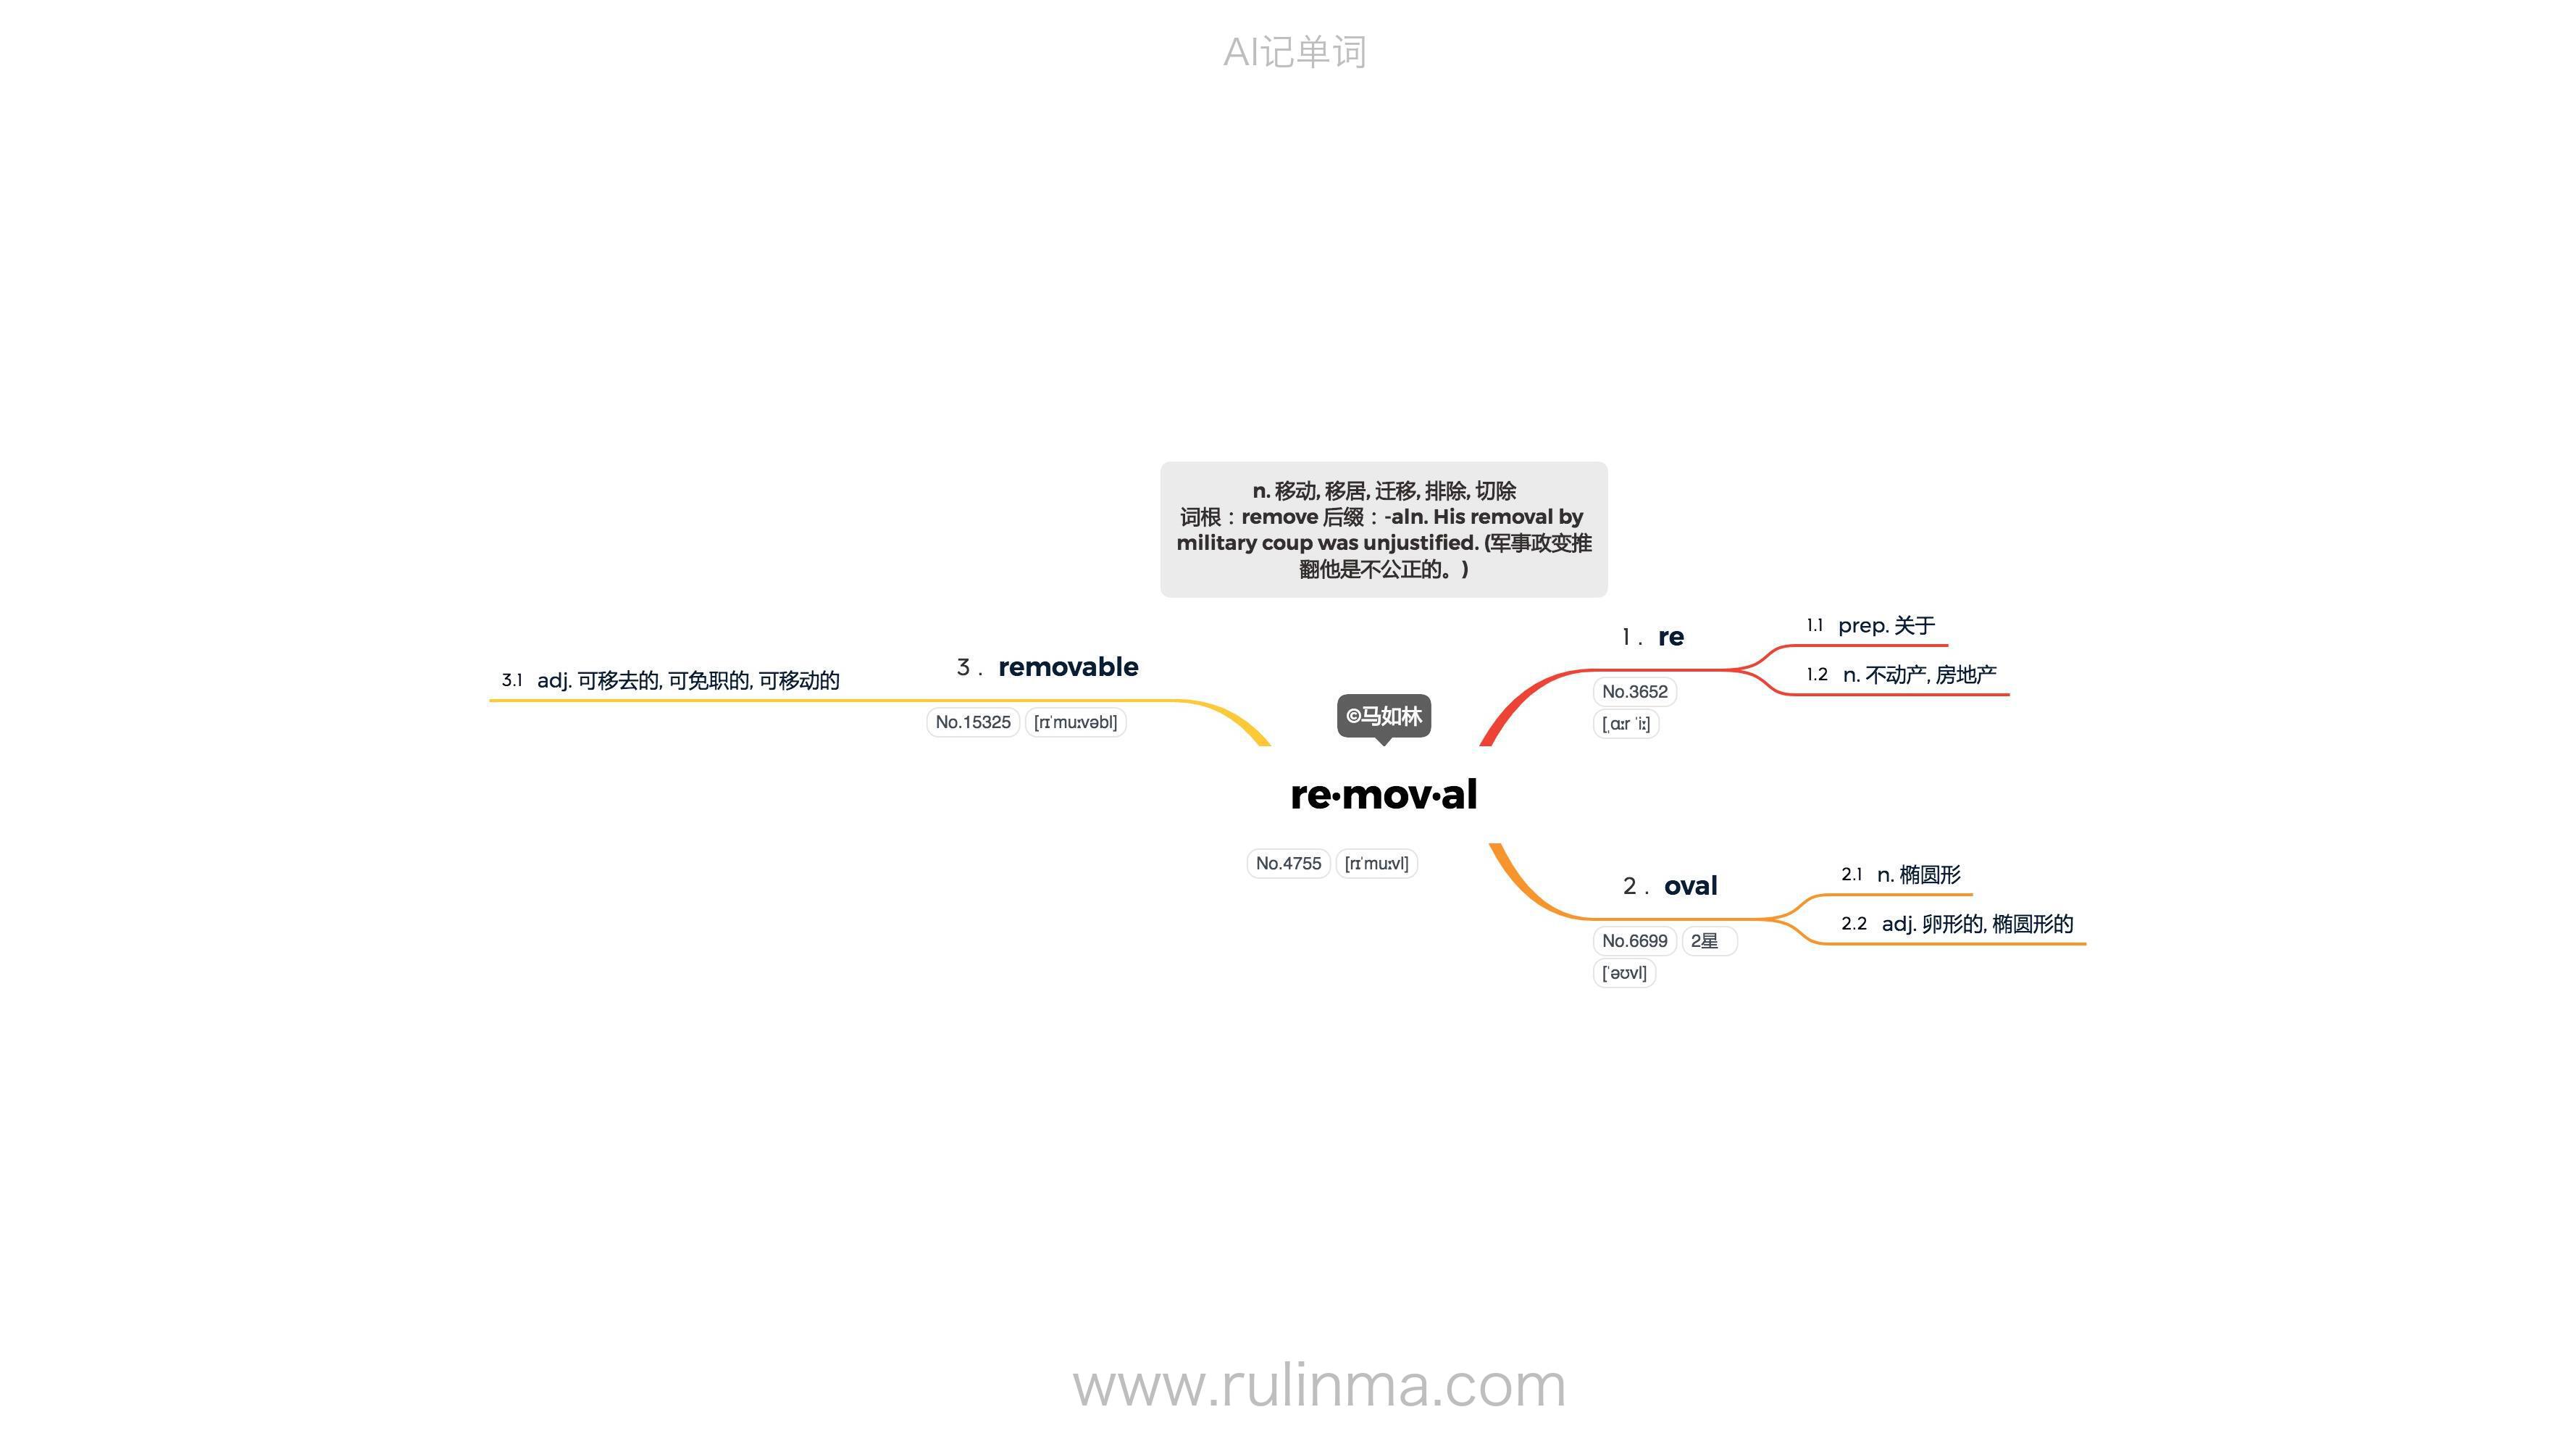 AI记单词
n. 移动, 移居, 迁移, 排除, 切除
词根：remove 后缀：-aln. His removal by
military coup was unjustified. (军事政变推
翻他是不公正的。)
©马如林
re·mov·al
No.4755 [rɪˈmuːvl]
1 . re
No.3652
[ˌɑːr ˈiː]
1.1 prep. 关于
1.2 n. 不动产, 房地产
2 . oval
No.6699 2星
[ˈəʊvl]
2.1 n. 椭圆形
2.2 adj. 卵形的, 椭圆形的
3 . removable
No.15325 [rɪˈmuːvəbl]
3.1 adj. 可移去的, 可免职的, 可移动的
www.rulinma.com